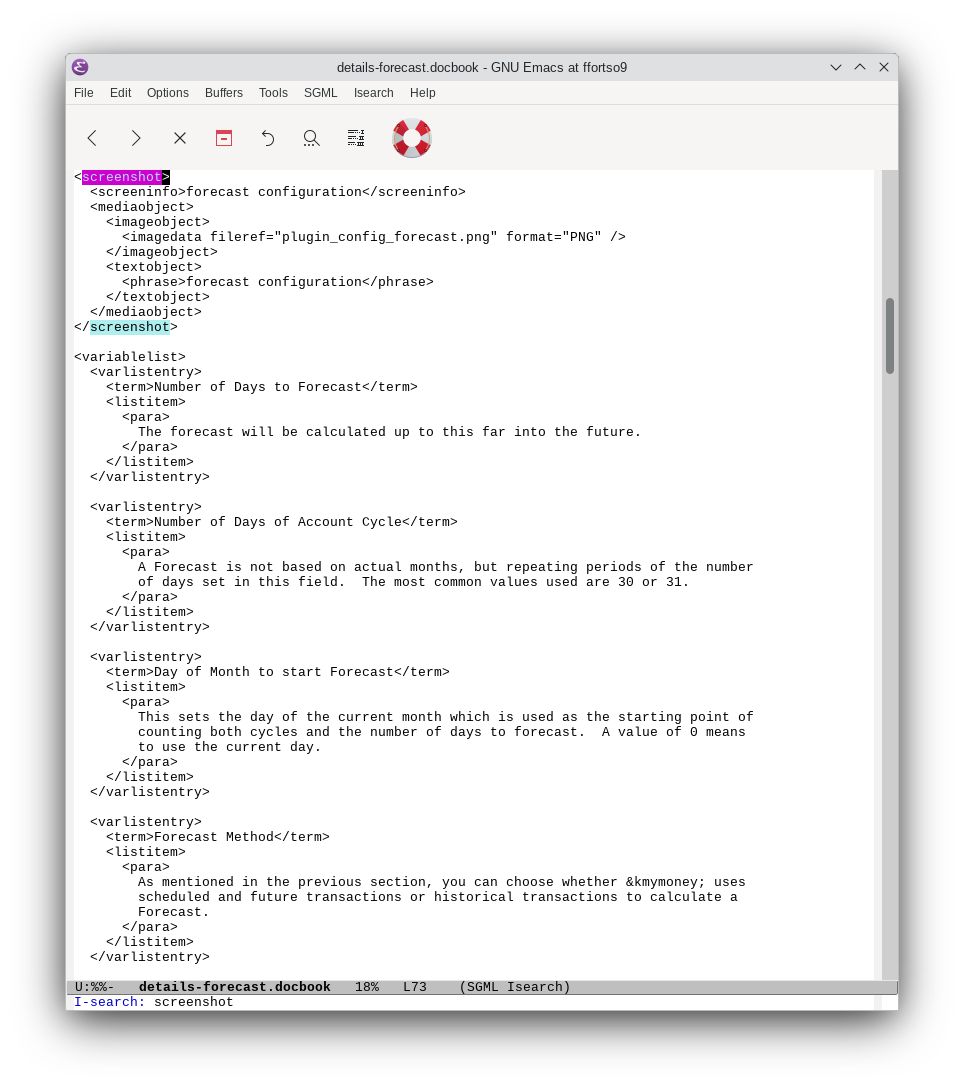 details-forecast.docbook - GNU Emacs at ffortso9
File Edit Options Buffers Tools SGML Isearch Help
<screenshot>
  <screeninfo>forecast configuration</screeninfo>
  <mediaobject>
    <imageobject>
      <imagedata fileref="plugin_config_forecast.png" format="PNG" />
    </imageobject>
    <textobject>
      <phrase>forecast configuration</phrase>
    </textobject>
  </mediaobject>
</screenshot>

<variablelist>
  <varlistentry>
    <term>Number of Days to Forecast</term>
    <listitem>
      <para>
        The forecast will be calculated up to this far into the future.
      </para>
    </listitem>
  </varlistentry>

  <varlistentry>
    <term>Number of Days of Account Cycle</term>
    <listitem>
      <para>
        A Forecast is not based on actual months, but repeating periods of the number
        of days set in this field.  The most common values used are 30 or 31.
      </para>
    </listitem>
  </varlistentry>

  <varlistentry>
    <term>Day of Month to start Forecast</term>
    <listitem>
      <para>
        This sets the day of the current month which is used as the starting point of
        counting both cycles and the number of days to forecast.  A value of 0 means
        to use the current day.
      </para>
    </listitem>
  </varlistentry>

  <varlistentry>
    <term>Forecast Method</term>
    <listitem>
      <para>
        As mentioned in the previous section, you can choose whether &kmymoney; uses
        scheduled and future transactions or historical transactions to calculate a
        Forecast.
      </para>
    </listitem>
  </varlistentry>

U:%%-   details-forecast.docbook   18%   L73    (SGML Isearch)
I-search: screenshot